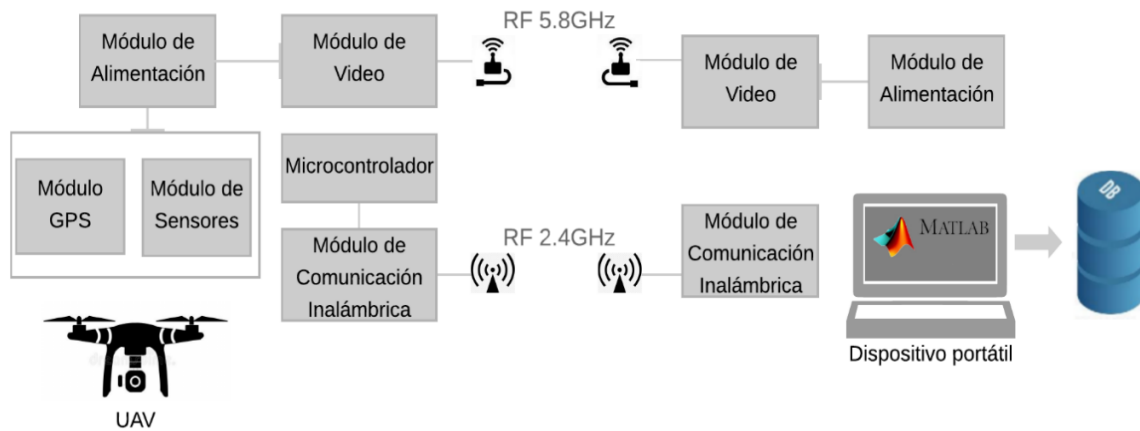 RF 5.8GHz
Módulo de
Alimentación
Módulo de
Video
Módulo de
Video
Módulo de
Alimentación
Microcontrolador
Módulo
GPS
Módulo de
Sensores
RF 2.4GHz
Módulo de
Comunicación
Inalámbrica
Módulo de
Comunicación
Inalámbrica
MATLAB
DB
Dispositivo portátil
UAV